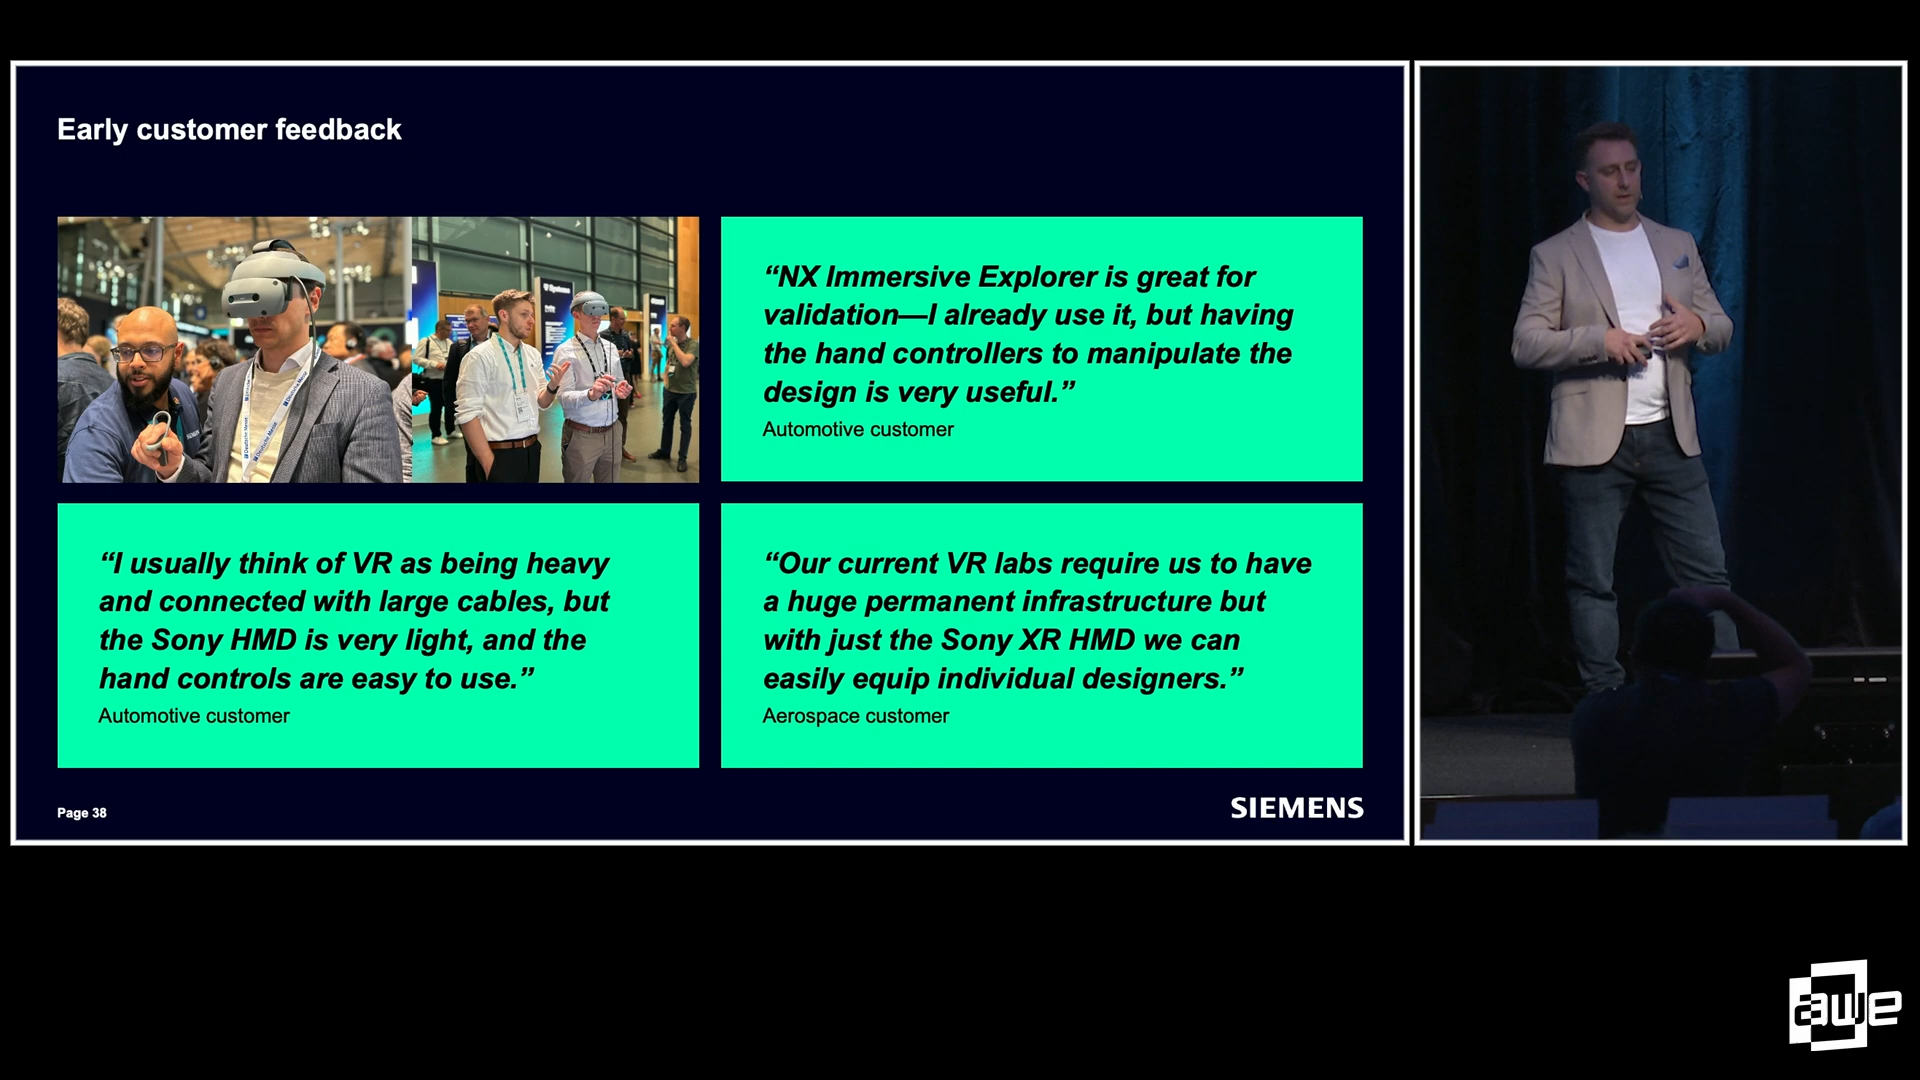 Early customer feedback
“NX Immersive Explorer is great for
validation—I already use it, but having
the hand controllers to manipulate the
design is very useful.”
Automotive customer
“I usually think of VR as being heavy
and connected with large cables, but
the Sony HMD is very light, and the
hand controls are easy to use.”
Automotive customer
“Our current VR labs require us to have
a huge permanent infrastructure but
with just the Sony XR HMD we can
easily equip individual designers.”
Aerospace customer
Page 38
SIEMENS
awe